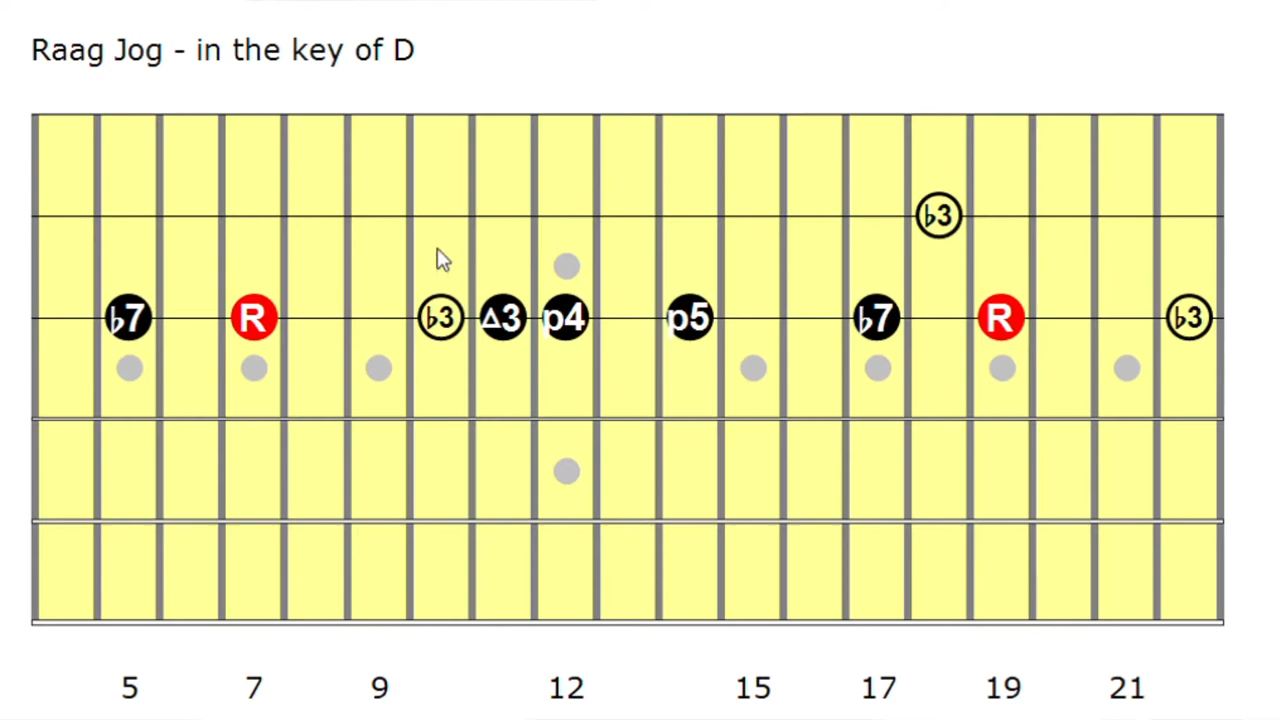 Raag Jog - in the key of D
♭3
♭7 R ♭3 Δ3 p4 p5 ♭7 R ♭3
5 7 9 12 15 17 19 21